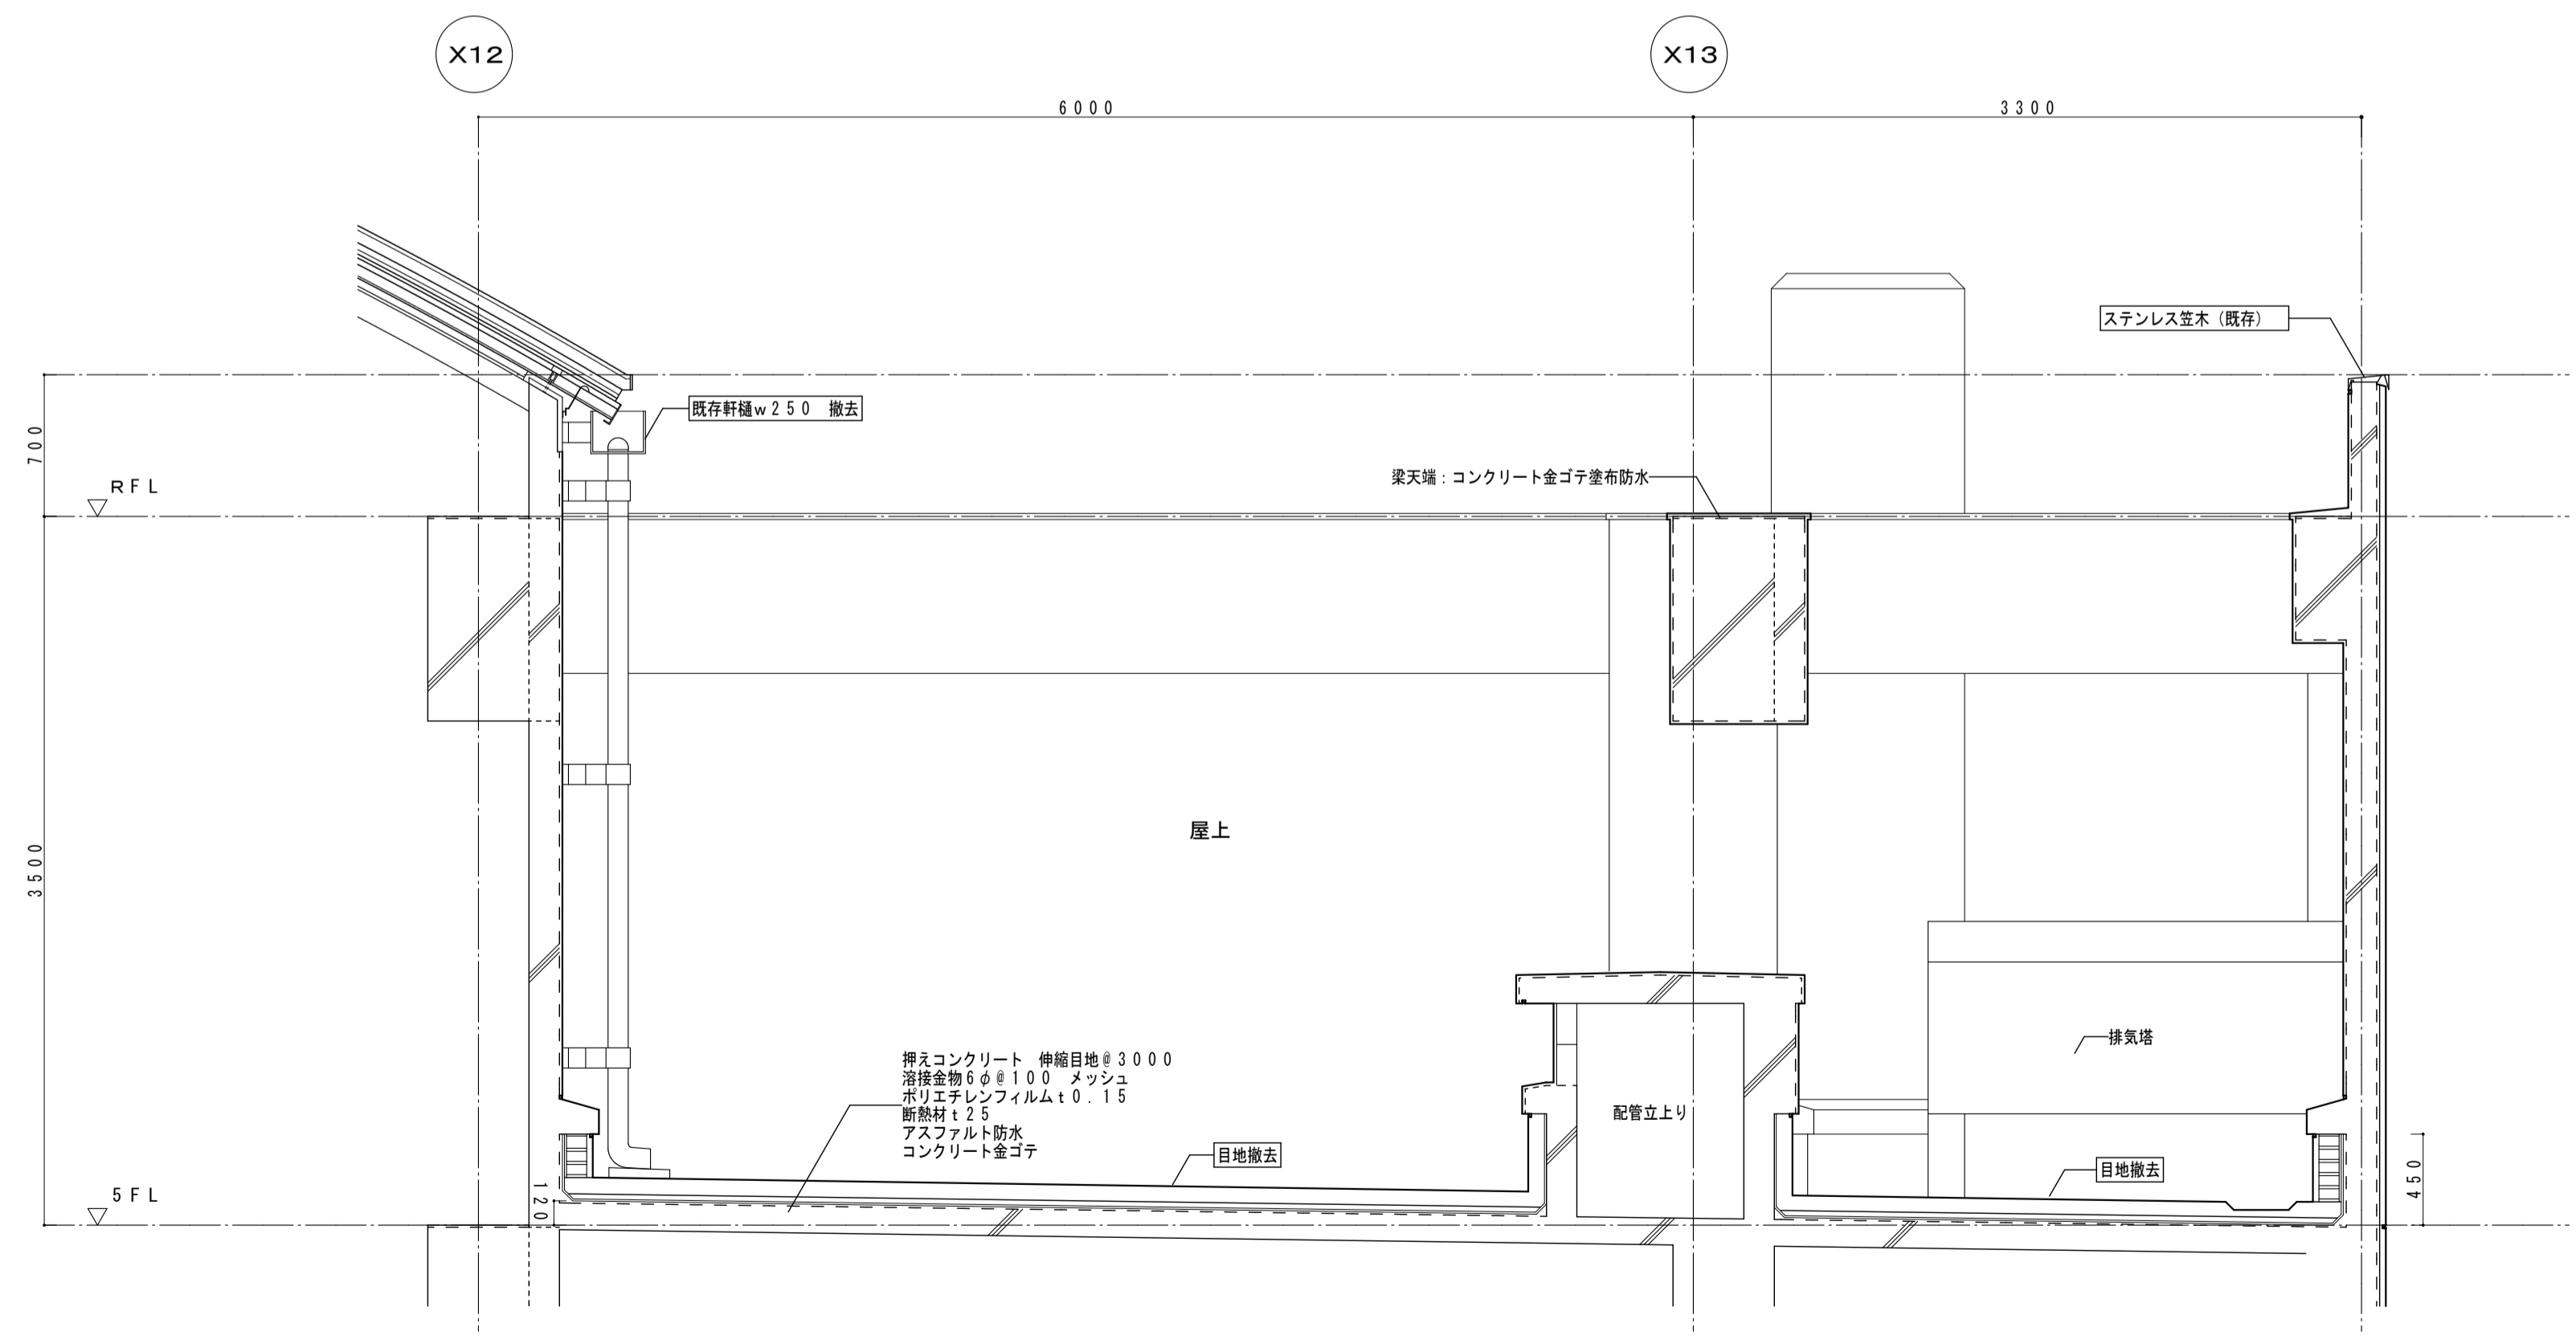 X12
X13
6000
3300
ステンレス笠木（既存）
既存軒樋w250　撤去
700
梁天端：コンクリート金ゴテ塗布防水
RFL
屋上
3500
押えコンクリート　伸縮目地@3000
溶接金物6φ@100　メッシュ
ポリエチレンフィルムt0.15
断熱材t25
アスファルト防水
コンクリート金ゴテ
排気塔
配管立上り
目地撤去
目地撤去
120
450
5FL